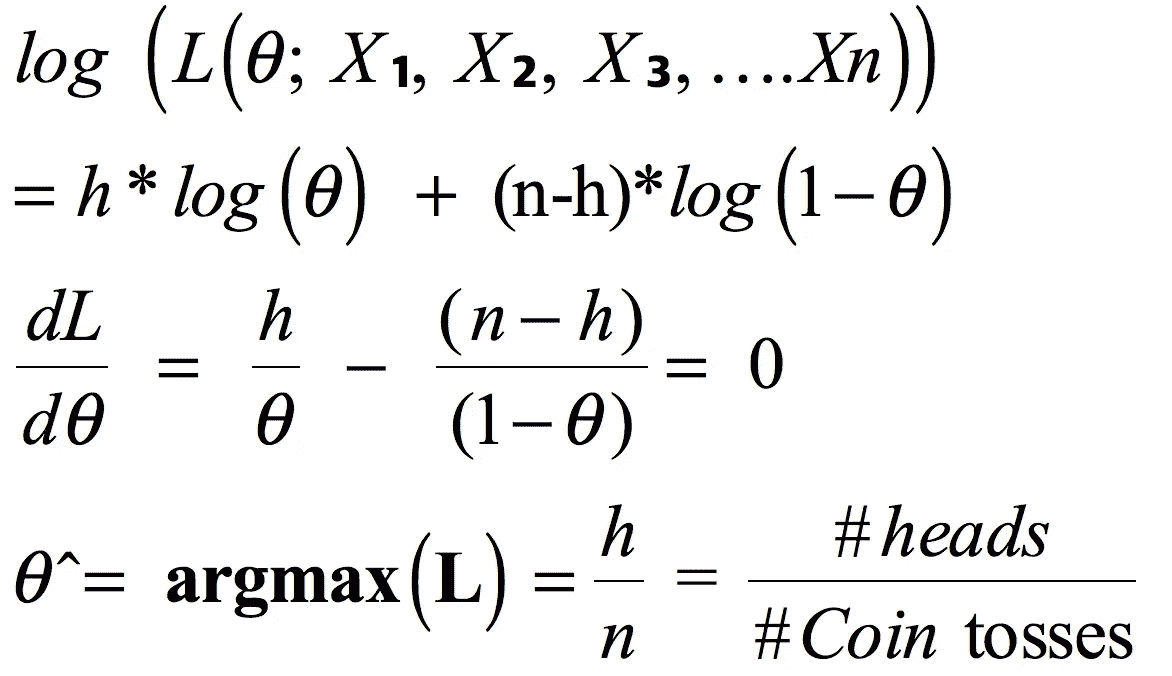 log (L(θ; X₁, X₂, X₃, ....Xn))
= h * log(θ) + (n-h)*log(1−θ)
dL/dθ = h/θ − (n−h)/(1−θ) = 0
θ^= argmax(L) = h/n = #heads/#Coin tosses